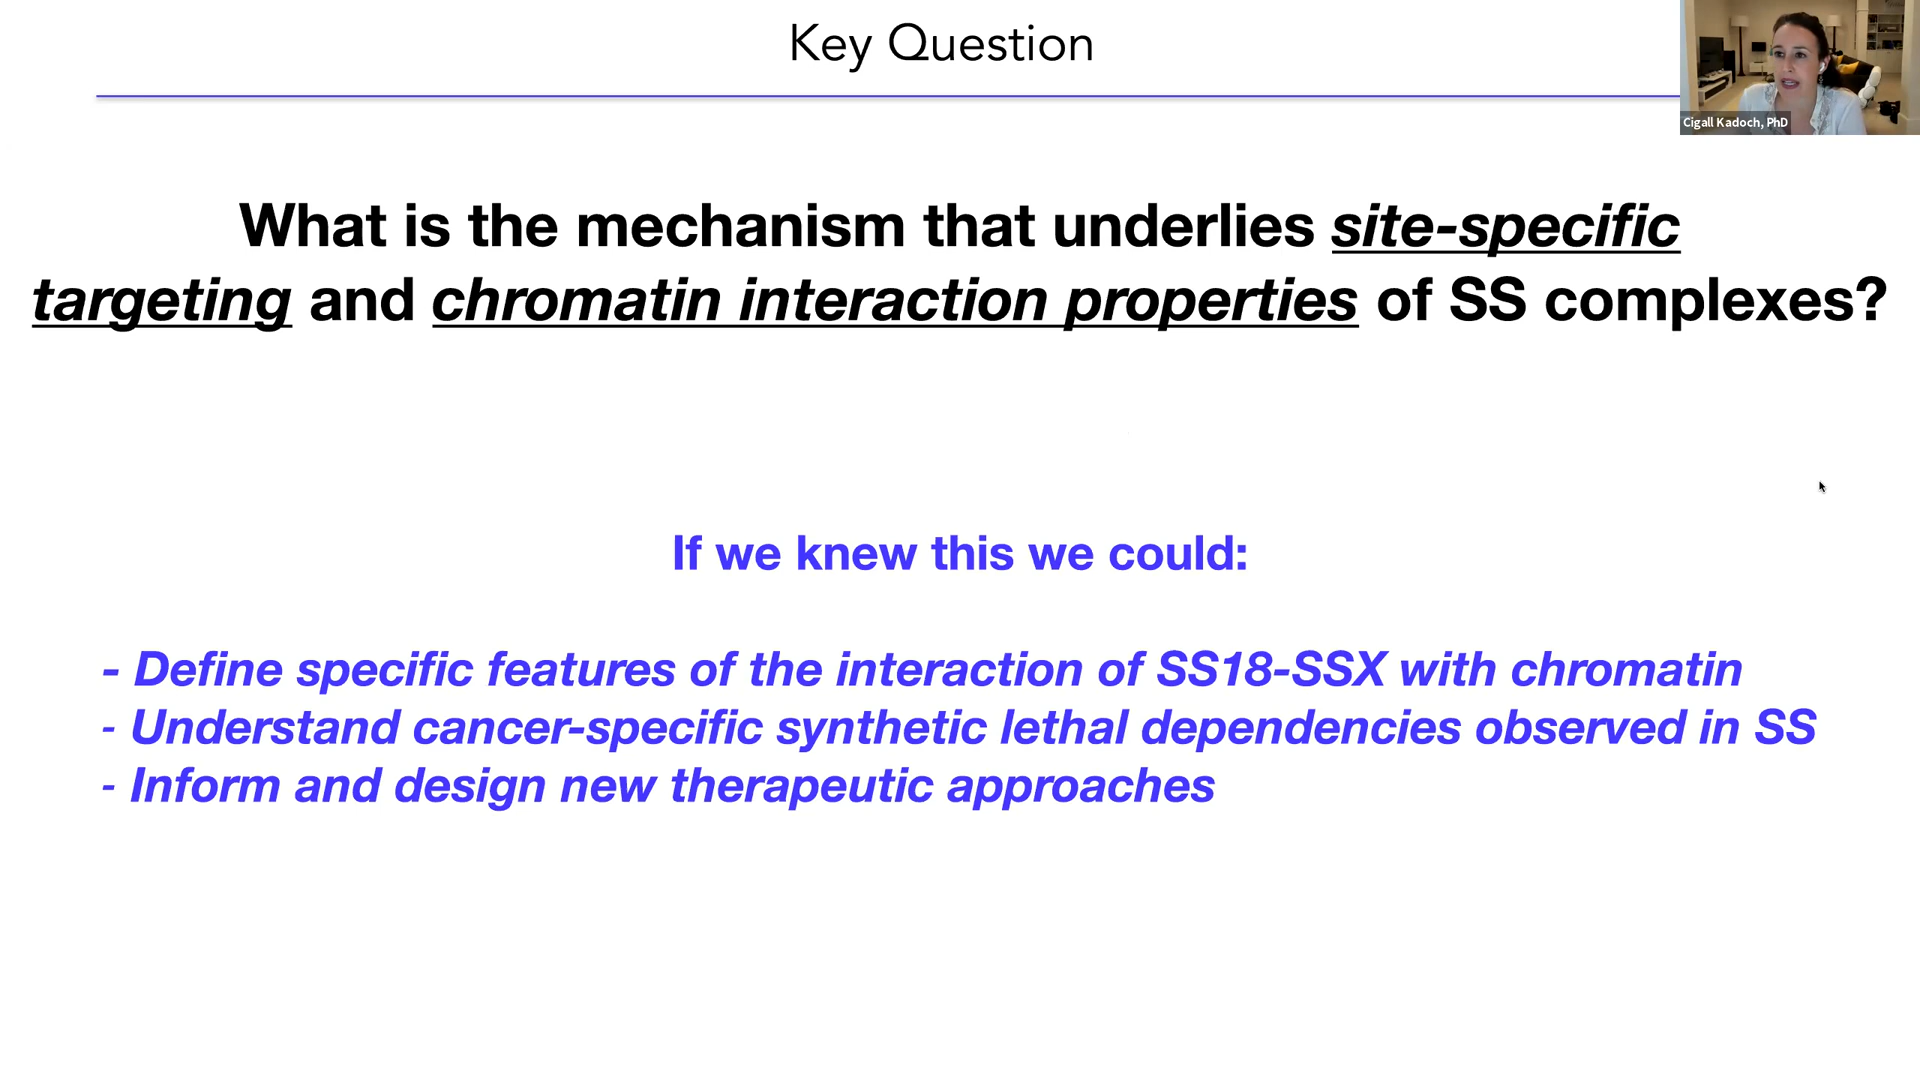 Key Question
Cigall Kadoch, PhD
What is the mechanism that underlies site-specific
targeting and chromatin interaction properties of SS complexes?
If we knew this we could:
- Define specific features of the interaction of SS18-SSX with chromatin
- Understand cancer-specific synthetic lethal dependencies observed in SS
- Inform and design new therapeutic approaches